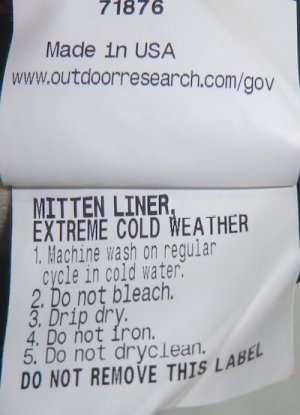 71876
Made in USA
www.outdoorresearch.com/gov
MITTEN LINER,
EXTREME COLD WEATHER
1. Machine wash on regular
cycle in cold water.
2. Do not bleach.
3. Drip dry.
4. Do not iron.
5. Do not dryclean.
DO NOT REMOVE THIS LABEL